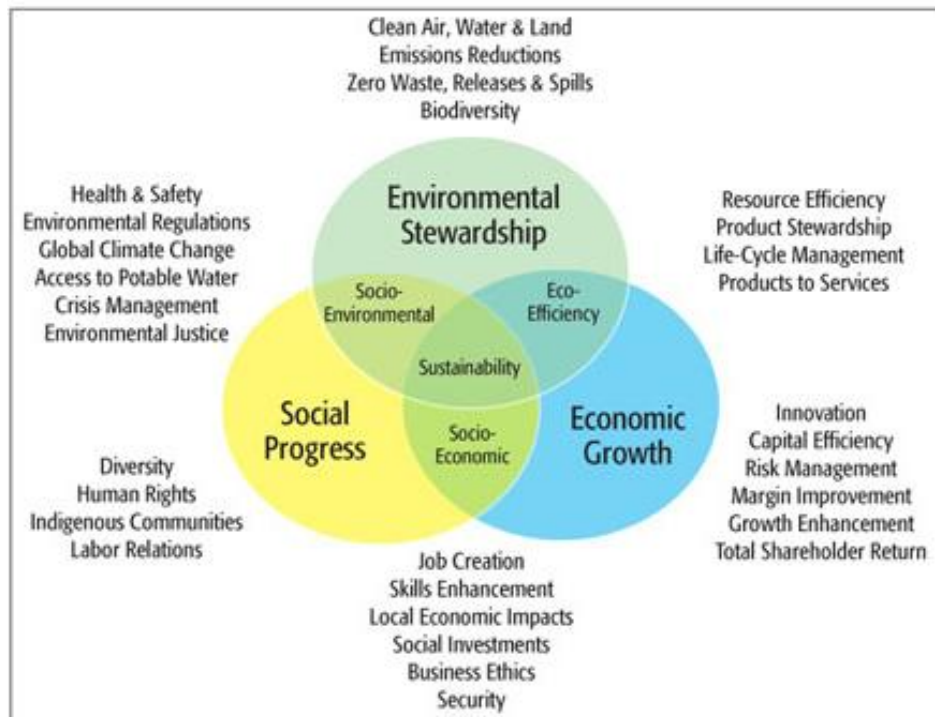 Clean Air, Water & Land
Emissions Reductions
Zero Waste, Releases & Spills
Biodiversity
Health & Safety
Environmental Regulations
Global Climate Change
Access to Potable Water
Crisis Management
Environmental Justice
Environmental
Stewardship
Resource Efficiency
Product Stewardship
Life-Cycle Management
Products to Services
Socio-
Environmental
Eco-
Efficiency
Sustainability
Social
Progress
Socio-
Economic
Economic
Growth
Diversity
Human Rights
Indigenous Communities
Labor Relations
Innovation
Capital Efficiency
Risk Management
Margin Improvement
Growth Enhancement
Total Shareholder Return
Job Creation
Skills Enhancement
Local Economic Impacts
Social Investments
Business Ethics
Security